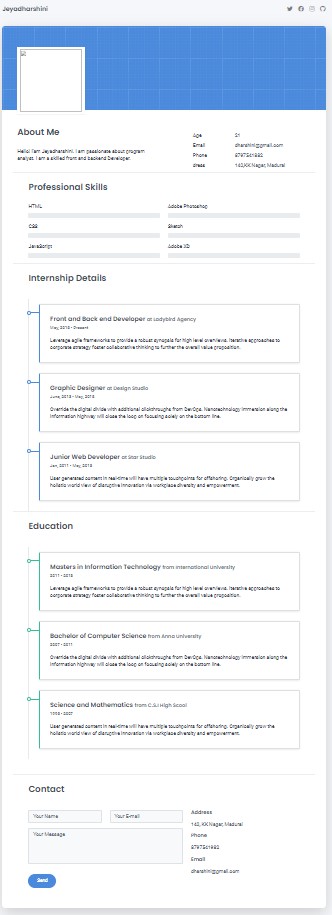 Jeyadharshini
About Me
Hello! I'am Jeyadharshini. I am passionate about program
analyst. I am a skilled front and backend Developer.
Age 21
Email dharshini@gmail.com
Phone 8797541982
dress 140,KK Nagar, Madurai
Professional Skills
HTML Adobe Photoshop
CSS Sketch
JavaScript Adobe XD
Internship Details
Front and Back end Developer at Ladybird Agency
May, 2015 - Present
Leverage agile frameworks to provide a robust synopsis for high level overviews. Iterative approaches to
corporate strategy foster collaborative thinking to further the overall value proposition.
Graphic Designer at Design Studio
June, 2013 - May, 2015
Override the digital divide with additional clickthroughs from DevOps. Nanotechnology immersion along the
information highway will close the loop on focusing solely on the bottom line.
Junior Web Developer at Star Studio
Jan, 2011 - May, 2013
User generated content in real-time will have multiple touchpoints for offshoring. Organically grow the
holistic world view of disruptive innovation via workplace diversity and empowerment.
Education
Masters in Information Technology from International University
2011 - 2013
Leverage agile frameworks to provide a robust synopsis for high level overviews. Iterative approaches to
corporate strategy foster collaborative thinking to further the overall value proposition.
Bachelor of Computer Science from Anna University
2007 - 2011
Override the digital divide with additional clickthroughs from DevOps. Nanotechnology immersion along the
information highway will close the loop on focusing solely on the bottom line.
Science and Mathematics from C.S.I High Scool
- 2007
User generated content in real-time will have multiple touchpoints for offshoring. Organically grow the
holistic world view of disruptive innovation via workplace diversity and empowerment.
Contact
Your Name Your E-mail
Your Message
Send
Address
140,KK Nagar, Madurai
Phone
8797541982
Email
dharshini@gmail.com